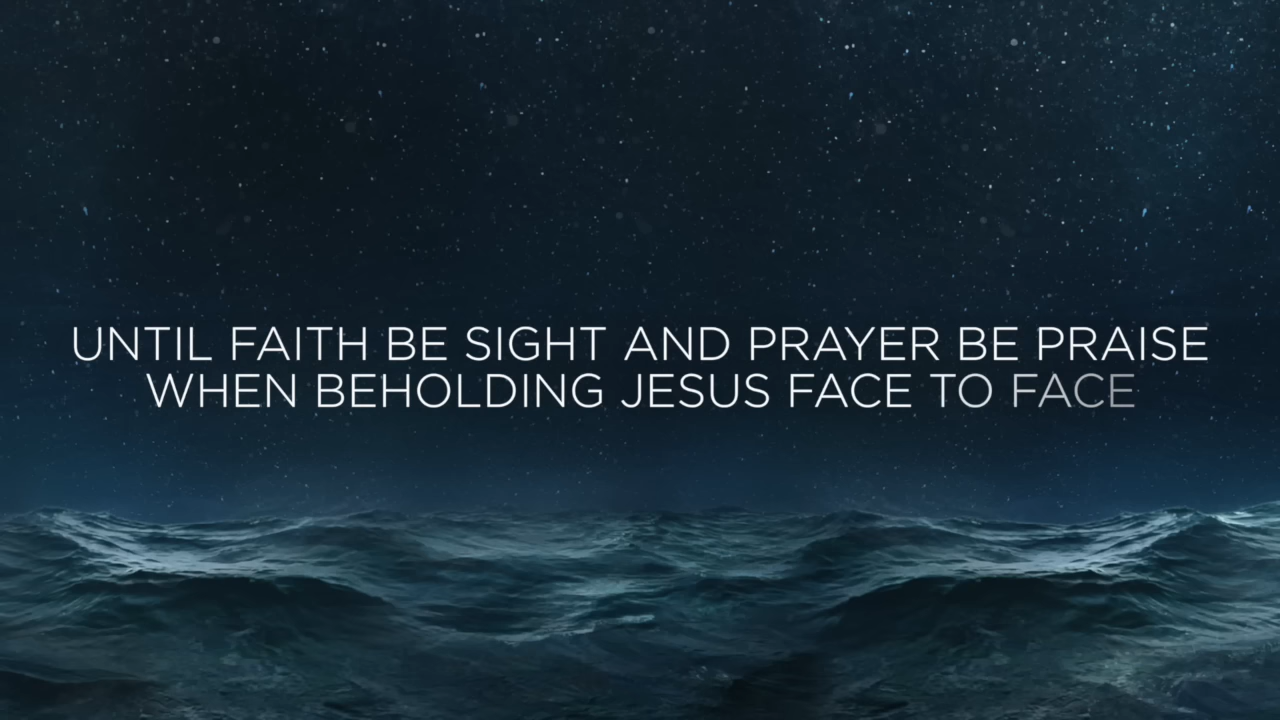 UNTIL FAITH BE SIGHT AND PRAYER BE PRAISE
WHEN BEHOLDING JESUS FACE TO FACE